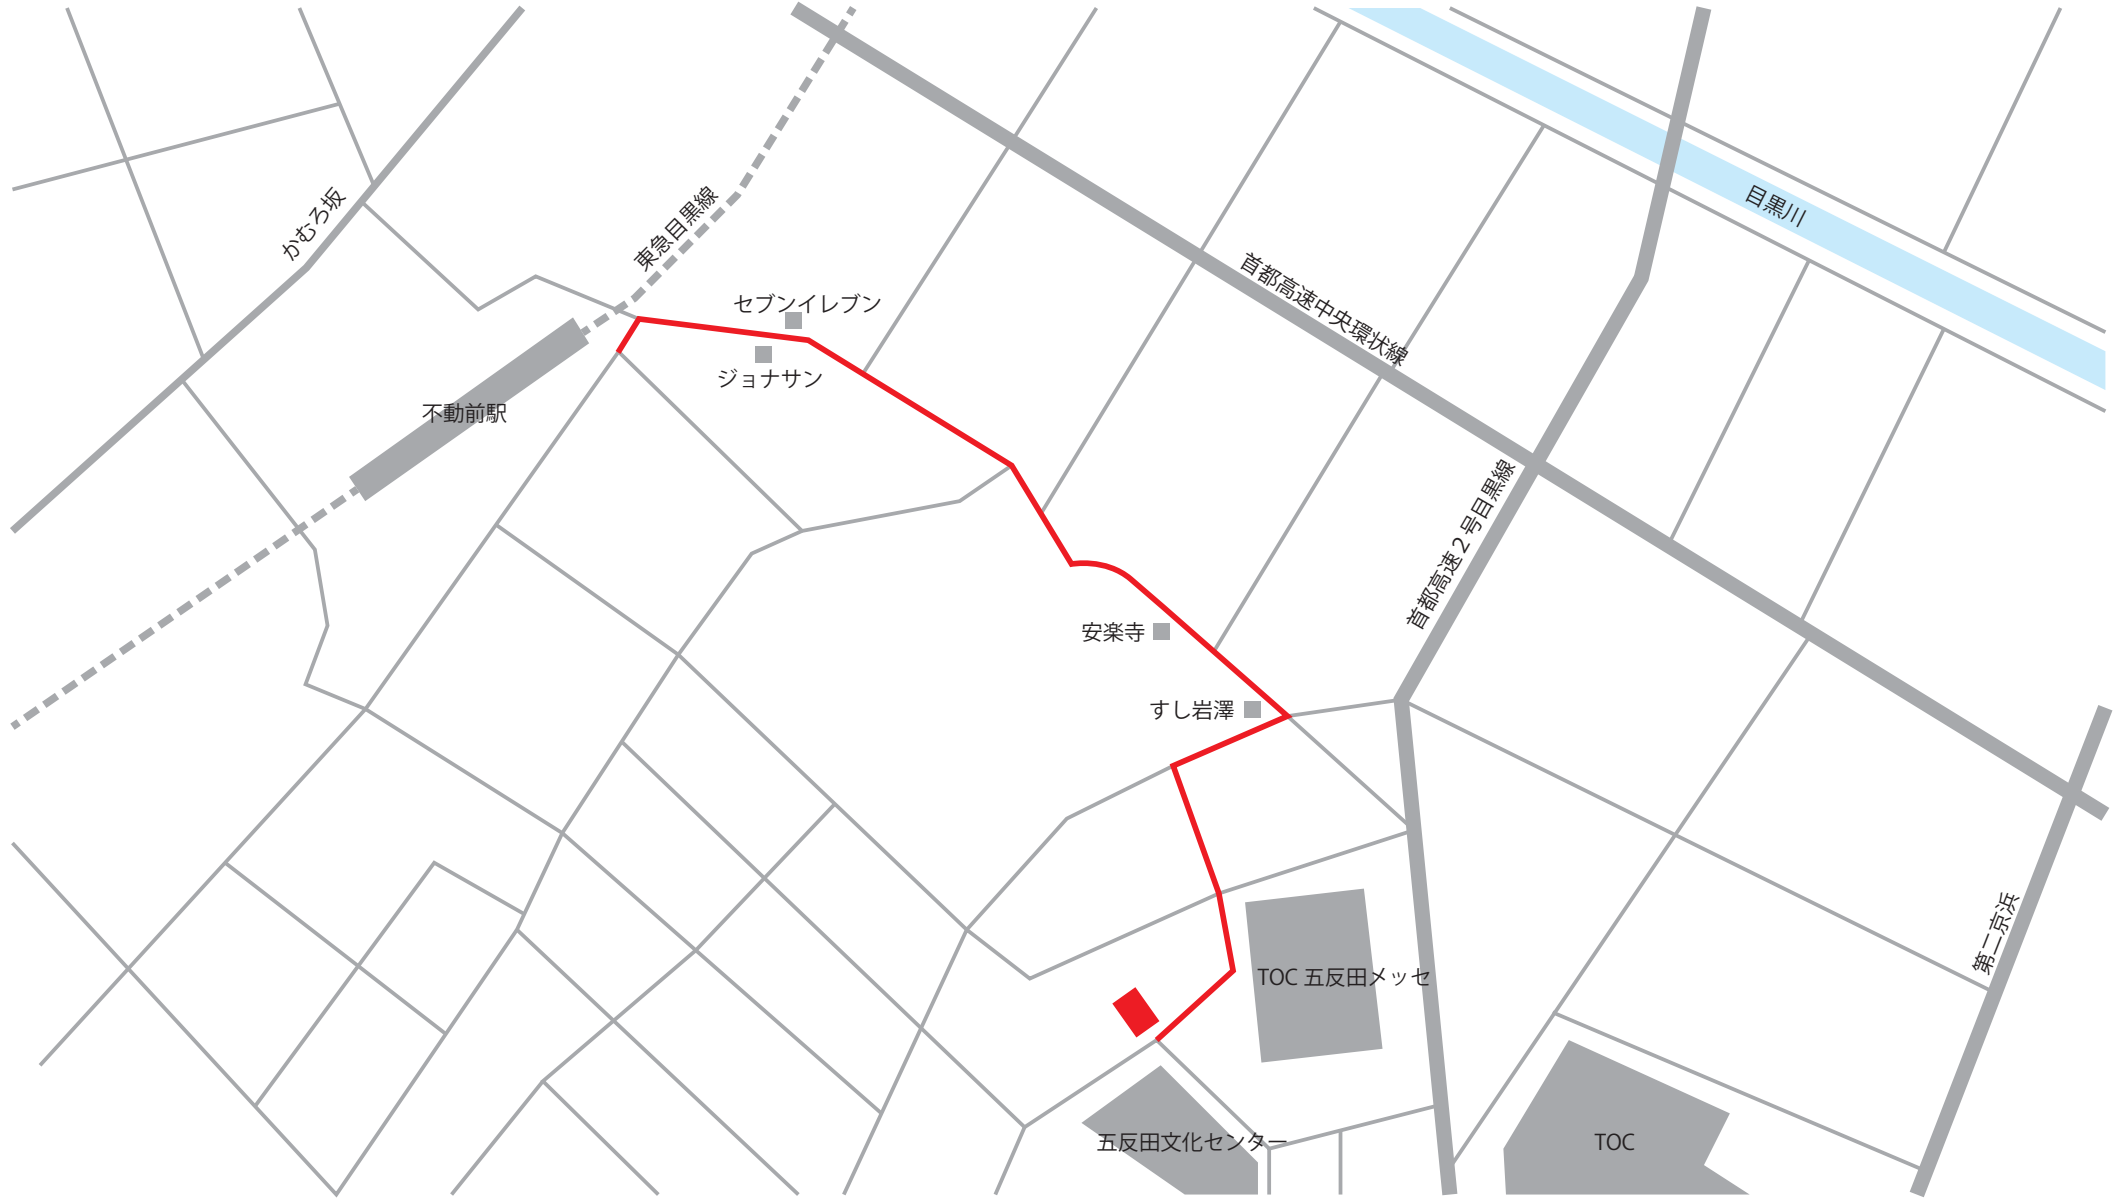 かむろ坂
東急目黒線
目黒川
セブンイレブン
首都高速中央環状線
ジョナサン
不動前駅
首都高速２号目黒線
安楽寺
すし岩澤
第二京浜
TOC 五反田メッセ
五反田文化センター
TOC